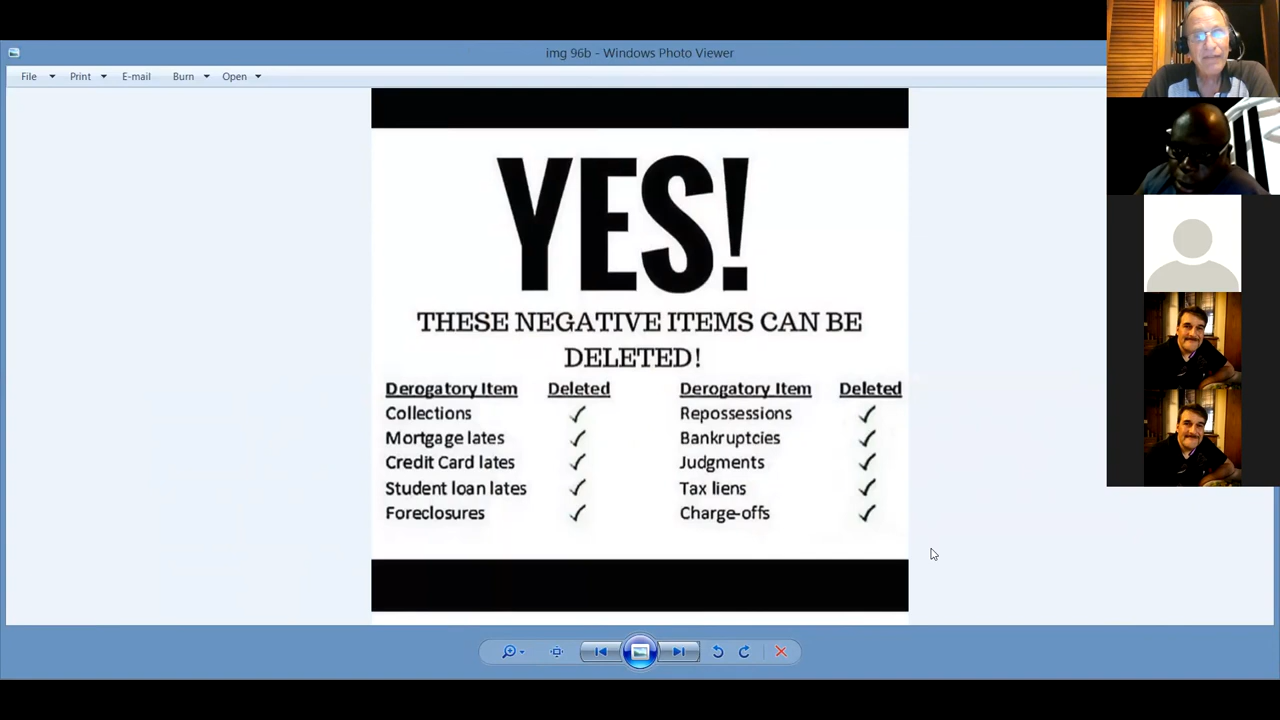 img 96b - Windows Photo Viewer
File Print E-mail Burn Open
YES!
THESE NEGATIVE ITEMS CAN BE
DELETED!
Derogatory Item Deleted Derogatory Item Deleted
Collections ✓ Repossessions ✓
Mortgage lates ✓ Bankruptcies ✓
Credit Card lates ✓ Judgments ✓
Student loan lates ✓ Tax liens ✓
Foreclosures ✓ Charge-offs ✓